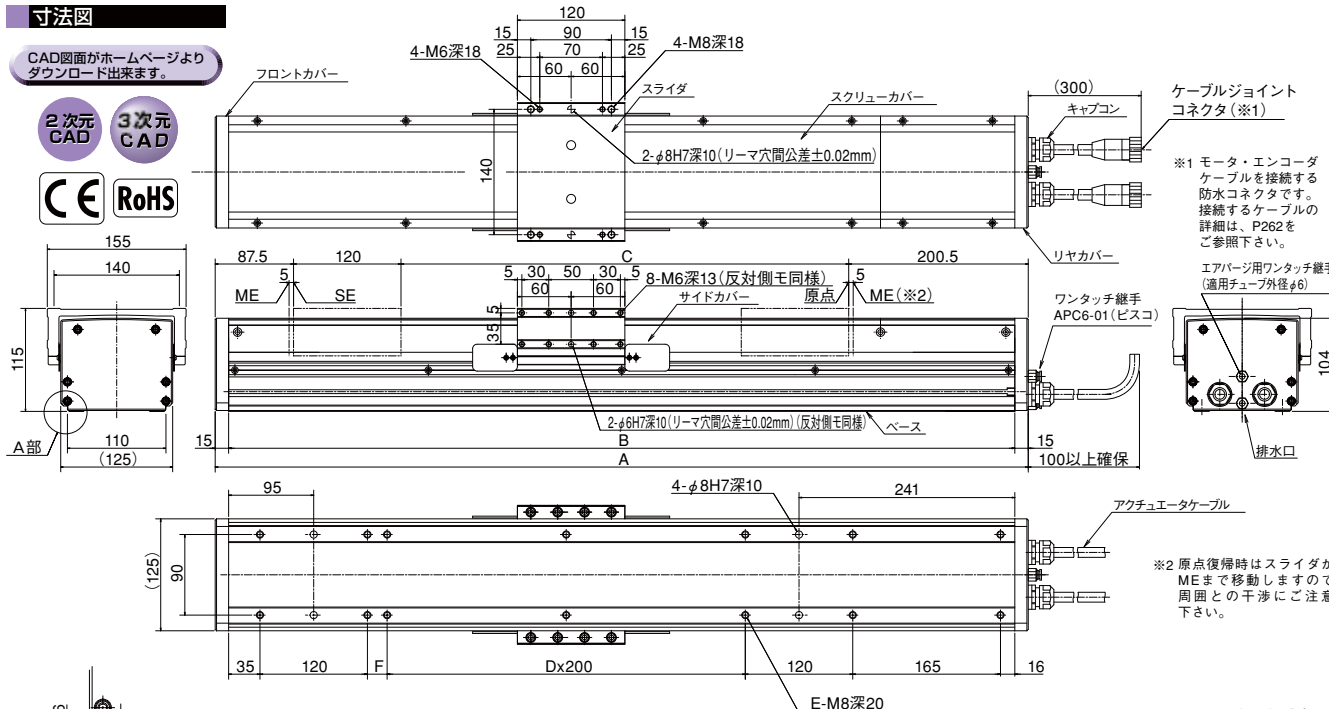 寸法図
CAD図面がホームページより
ダウンロード出来ます。
2次元
CAD
3次元
CAD
CE
RoHS
120
15
90
15
25
70
25
60
60
4-M6深18
4-M8深18
フロントカバー
スライダ
スクリューカバー
2-φ8H7深10(リーマ穴間公差±0.02mm)
140
(300)
キャプコン
ケーブルジョイント
コネクタ(※1)
※1 モータ・エンコーダ
ケーブルを接続する
防水コネクタです。
接続するケーブルの
詳細は、P262を
ご参照下さい。
リヤカバー
155
140
115
A部
110
(125)
87.5
120
C
200.5
5
ME
SE
5
30
50
30
5
60
60
8-M6深13(反対側モ同様)
サイドカバー
5
35
原点
5
ME(※2)
ワンタッチ継手
APC6-01(ピスコ)
エアパージ用ワンタッチ継手
(適用チューブ外径φ6)
104
排水口
2-φ6H7深10(リーマ穴間公差±0.02mm)(反対側モ同様)
ベース
15
B
15
A
100以上確保
95
4-φ8H7深10
241
アクチュエータケーブル
(125)
90
※2 原点復帰時はスライダが
MEまで移動しますので
周囲との干渉にご注意
下さい。
35
120
F
Dx200
120
165
16
E-M8深20